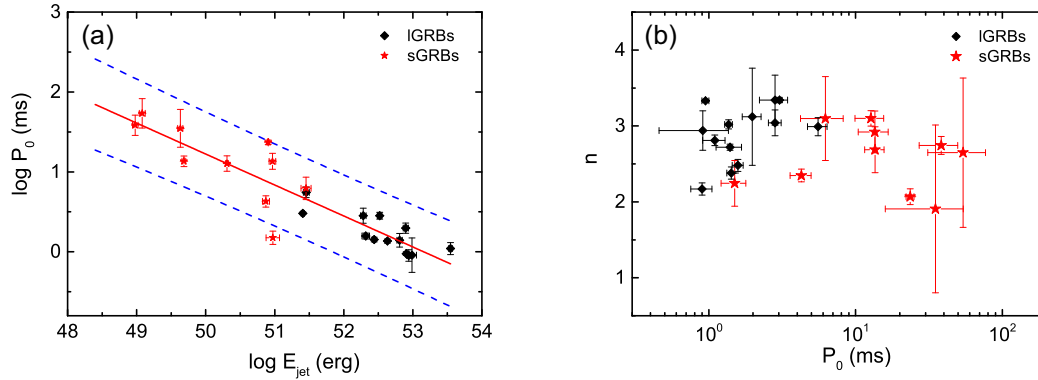 (a)
lGRBs
sGRBs
3
2
1
0
48
49
50
51
52
53
54
log P0 (ms)
log Ejet (erg)
(b)
lGRBs
sGRBs
4
3
2
1
10^0
10^1
10^2
n
P0 (ms)